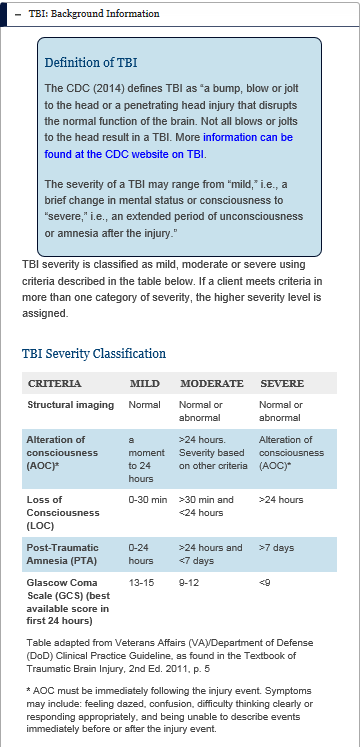 – TBI: Background Information
Definition of TBI
The CDC (2014) defines TBI as “a bump, blow or jolt
to the head or a penetrating head injury that disrupts
the normal function of the brain. Not all blows or jolts
to the head result in a TBI. More information can be
found at the CDC website on TBI.
The severity of a TBI may range from “mild,” i.e., a
brief change in mental status or consciousness to
“severe,” i.e., an extended period of unconsciousness
or amnesia after the injury.”
TBI severity is classified as mild, moderate or severe using
criteria described in the table below. If a client meets criteria in
more than one category of severity, the higher severity level is
assigned.
TBI Severity Classification
CRITERIA MILD MODERATE SEVERE
Structural imaging Normal Normal or Normal or
abnormal abnormal
Alteration of a >24 hours. Alteration of
consciousness moment Severity based consciousness
(AOC)* to 24 on other criteria (AOC)*
hours
Loss of 0-30 min >30 min and >24 hours
Consciousness <24 hours
(LOC)
Post-Traumatic 0-24 >24 hours and >7 days
Amnesia (PTA) hours <7 days
Glascow Coma 13-15 9-12 <9
Scale (GCS) (best
available score in
first 24 hours)
Table adapted from Veterans Affairs (VA)/Department of Defense
(DoD) Clinical Practice Guideline, as found in the Textbook of
Traumatic Brain Injury, 2nd Ed. 2011, p. 5
* AOC must be immediately following the injury event. Symptoms
may include: feeling dazed, confusion, difficulty thinking clearly or
responding appropriately, and being unable to describe events
immediately before or after the injury event.